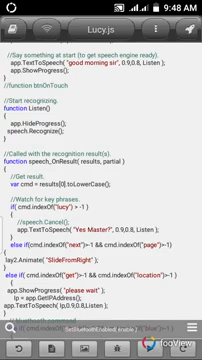 9:48 AM
Lucy.js
//Say something at start (to get speech engine ready).
app.TextToSpeech( "good morning sir", 0.9,0.8, Listen );
app.ShowProgress();
//function btnOnTouch
//Start recognizing.
function Listen()
{
app.HideProgress();
speech.Recognize();
}
//Called with the recognition result(s).
function speech_OnResult( results, partial )
{
//Get result.
var cmd = results[0].toLowerCase();
//Watch for key phrases.
if( cmd.indexOf("lucy") > -1 )
{
//speech.Cancel();
app.TextToSpeech( "Yes Master?", 0.9,0.8, Listen );
}
else if(cmd.indexOf("next")>-1 && cmd.indexOf("page")>-1)
{
lay2.Animate( "SlideFromRight" );
}
else if( cmd.indexOf("get")>-1 && cmd.indexOf("location")>-1 )
{
app.ShowProgress( "please wait" );
Ip = app.GetIPAddress();
app.TextToSpeech( Ip,0.9,0.8,Listen );
}
fooView